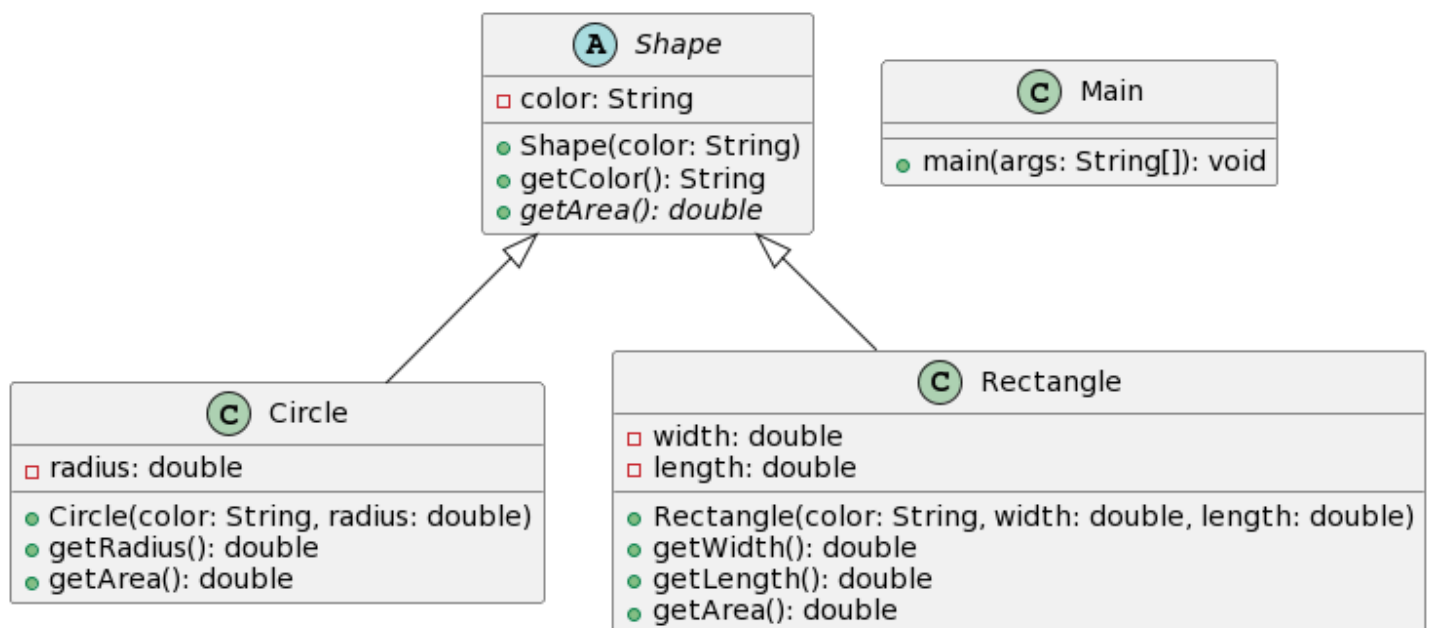 A Shape
color: String
Shape(color: String)
getColor(): String
getArea(): double
C Main
main(args: String[]): void
C Circle
radius: double
Circle(color: String, radius: double)
getRadius(): double
getArea(): double
C Rectangle
width: double
length: double
Rectangle(color: String, width: double, length: double)
getWidth(): double
getLength(): double
getArea(): double